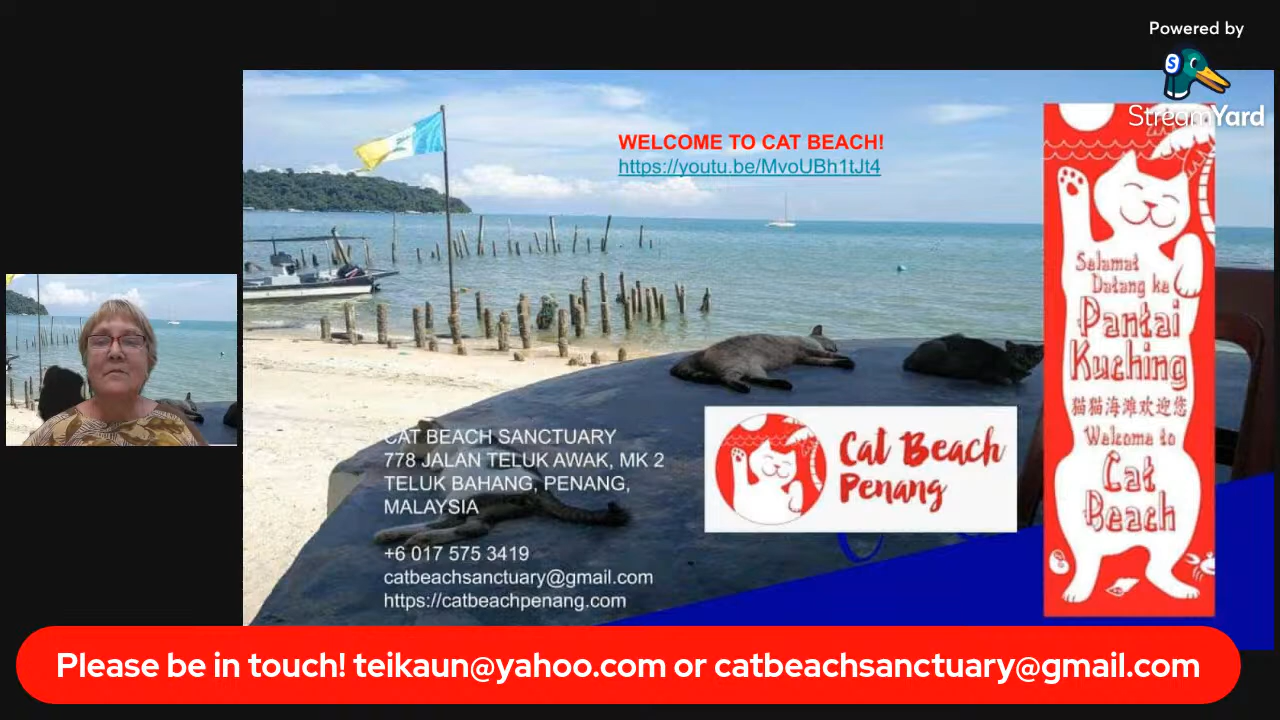 Powered by
S
StreamYard
WELCOME TO CAT BEACH!
https://youtu.be/MvoUBh1tJt4
Selamat
Datang ke
Pantai
Kuching
猫猫海滩欢迎您
Welcome to
Cat
Beach
CAT BEACH SANCTUARY
778 JALAN TELUK AWAK, MK 2
TELUK BAHANG, PENANG,
MALAYSIA
+6 017 575 3419
catbeachsanctuary@gmail.com
https://catbeachpenang.com
Cat Beach
Penang
Please be in touch! teikaun@yahoo.com or catbeachsanctuary@gmail.com